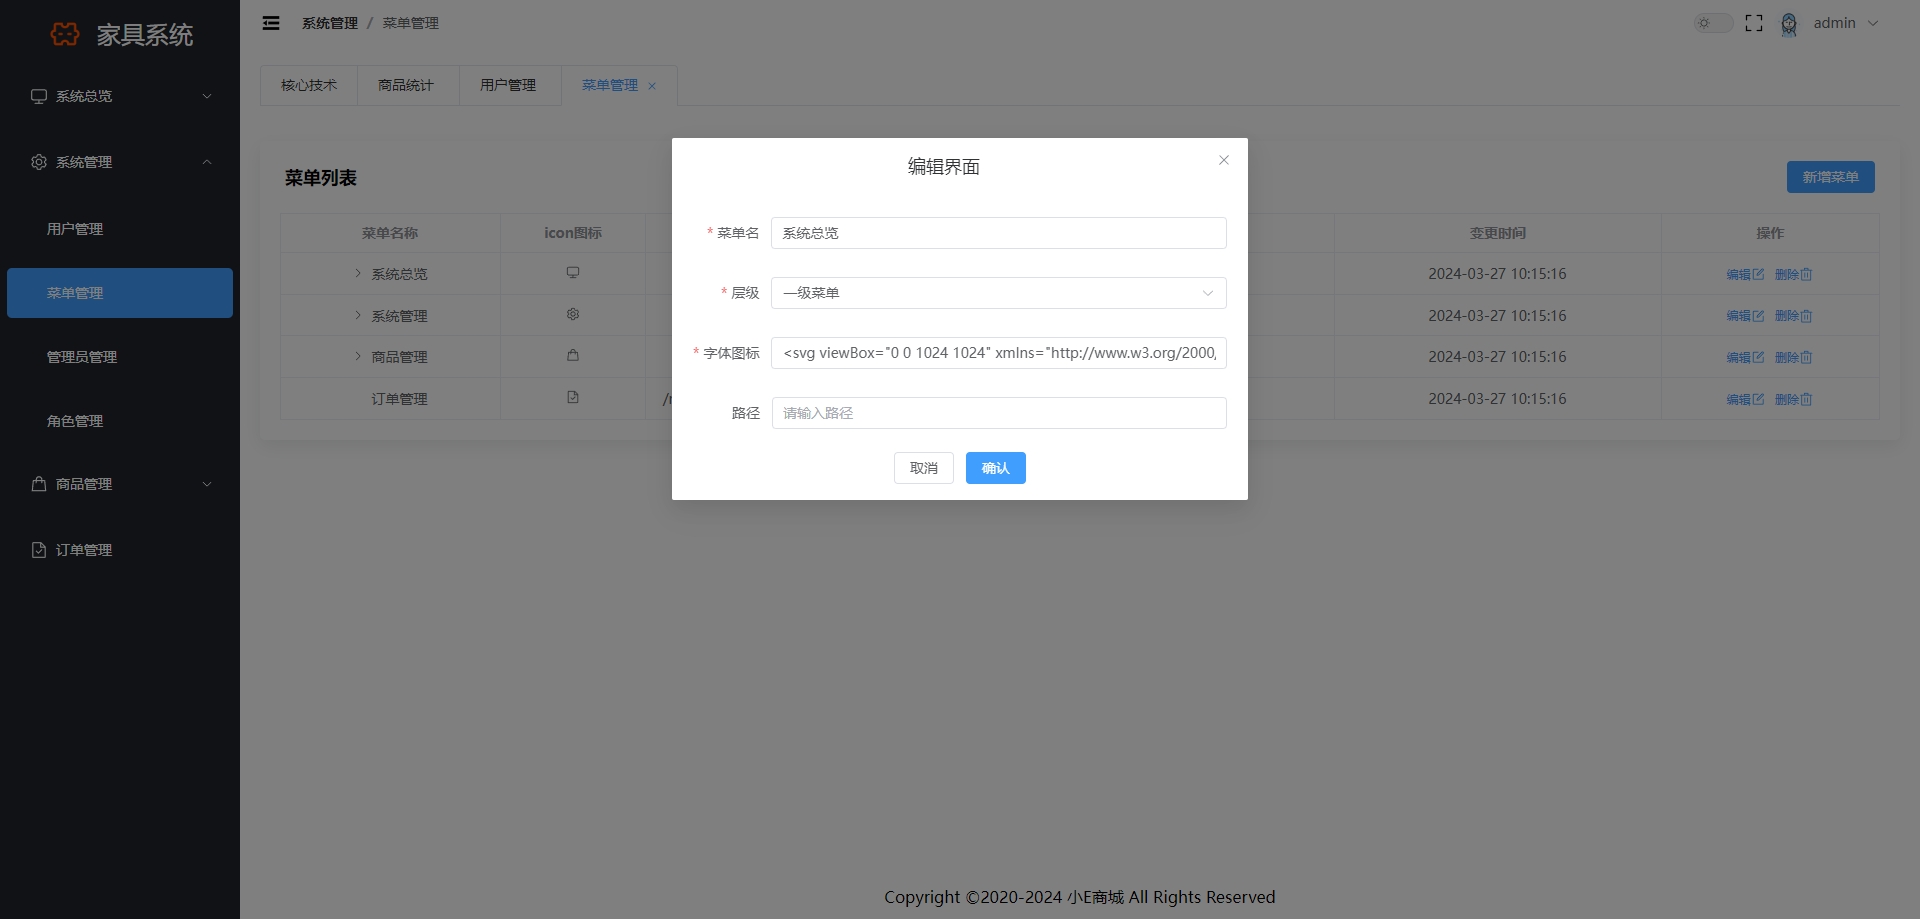 家具系统
系统总览
系统管理
用户管理
菜单管理
管理员管理
角色管理
商品管理
订单管理
系统管理 / 菜单管理
admin
核心技术 商品统计 用户管理 菜单管理
菜单列表
新增菜单
菜单名称 icon图标 变更时间 操作
系统总览 2024-03-27 10:15:16 编辑 删除
系统管理 2024-03-27 10:15:16 编辑 删除
商品管理 2024-03-27 10:15:16 编辑 删除
订单管理 2024-03-27 10:15:16 编辑 删除
编辑界面
* 菜单名 系统总览
* 层级 一级菜单
* 字体图标 <svg viewBox="0 0 1024 1024" xmlns="http://www.w3.org/2000/
路径 请输入路径
取消 确认
Copyright ©2020-2024 小E商城 All Rights Reserved